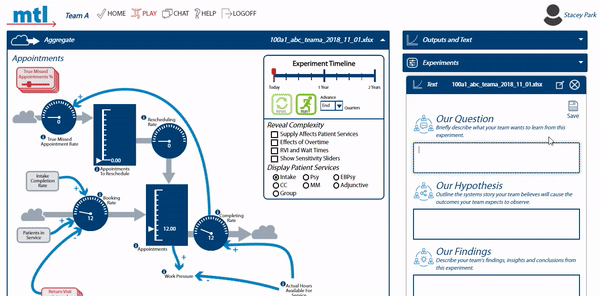 mtl Team A HOME PLAY CHAT HELP LOGOFF
Stacey Park
Aggregate 100a1_abc_teama_2018_11_01.xlsx
Appointments
True Missed
Appointments %
0
True Missed
Appointment Rate
0.00
Appointments
To Reschedule
Rescheduling
Rate
0
Intake
Completion
Rate
Booking
Rate
12
Patients in
Service
12.00
Appointments
Completing
Rate
12
Work Pressure
Actual Hours
Available For
Return Visit
Experiment Timeline
Today 1 Year 2 Years
Advance
End
Quarters
Reveal Complexity
Supply Affects Patient Services
Effects of Overtime
RVI and Wait Times
Show Sensitivity Sliders
Display Patient Services
Intake Psy EBPsy
CC MM Adjunctive
Group
Outputs and Text
Experiments
Text 100a1_abc_teama_2018_11_01.xlsx
Save
Our Question
Briefly describe what your team wants to learn from this
experiment.
Our Hypothesis
Outline the systems story your team believes will cause the
outcomes your team expects to observe.
Our Findings
Describe your team's findings, insights and conclusions from
this experiment.